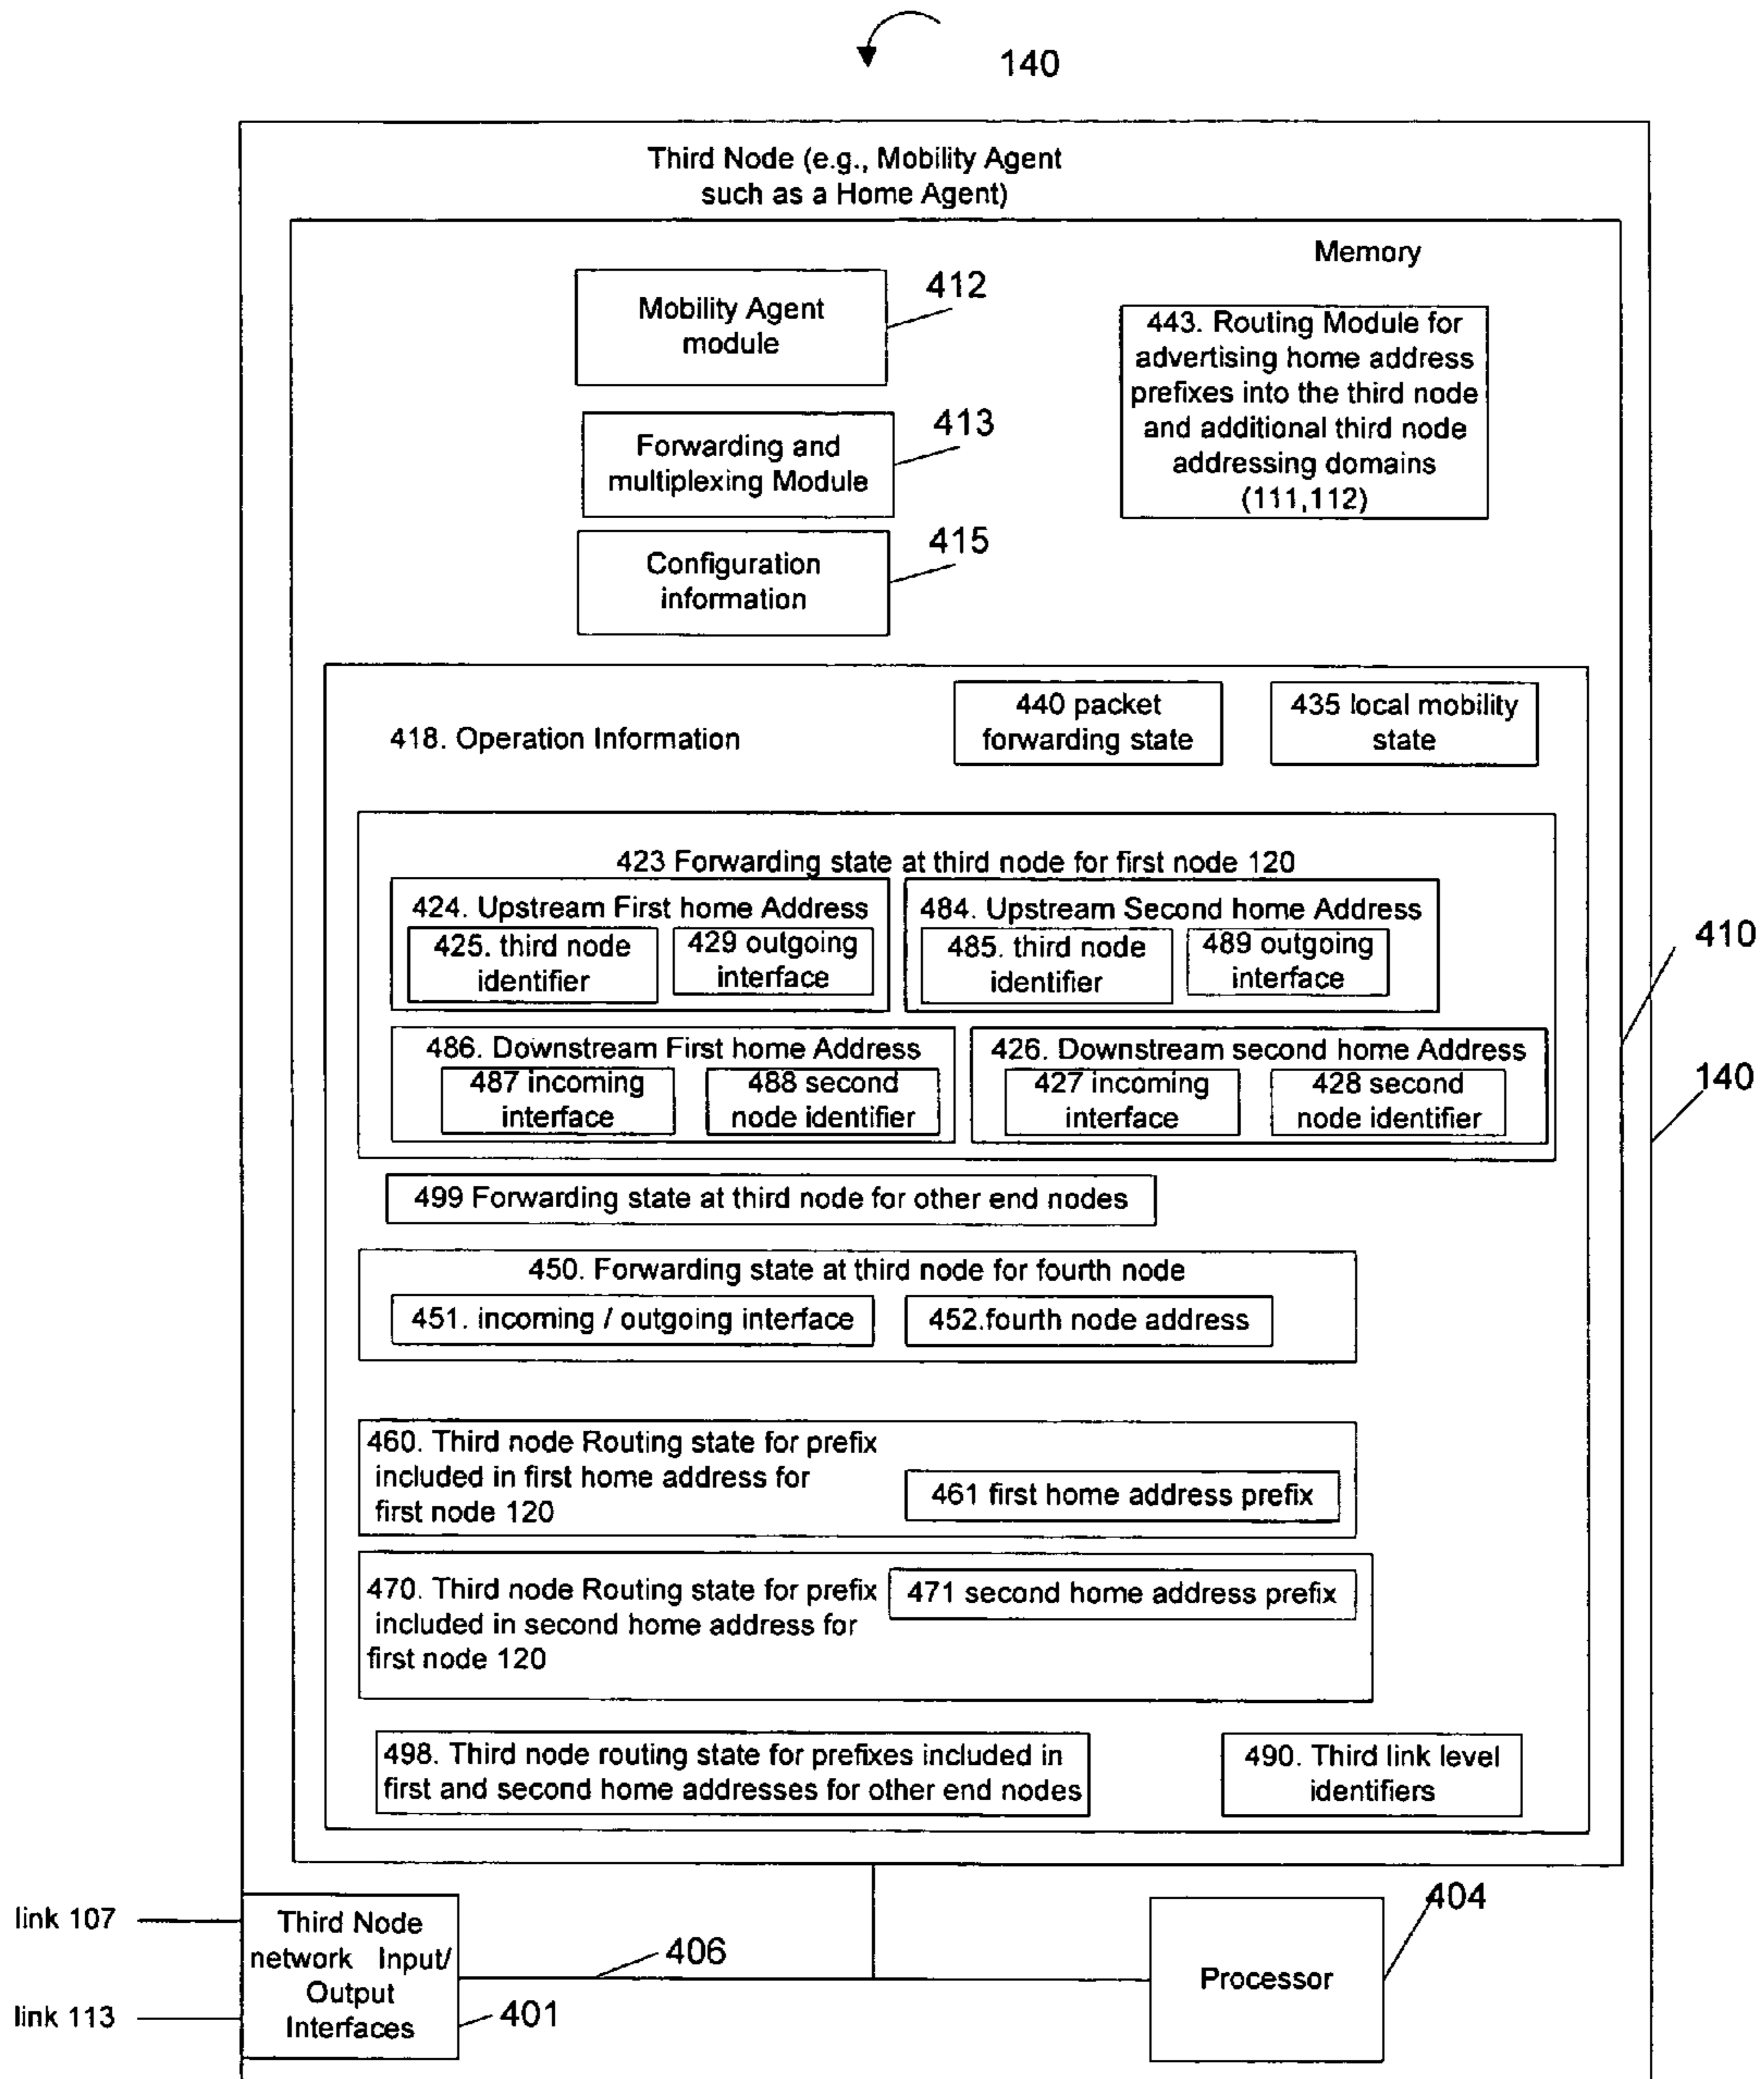 140
Third Node (e.g., Mobility Agent
such as a Home Agent)
Memory
Mobility Agent
module
412
443. Routing Module for
advertising home address
prefixes into the third node
and additional third node
addressing domains
(111,112)
Forwarding and
multiplexing Module
413
Configuration
information
415
418. Operation Information
440 packet
forwarding state
435 local mobility
state
423 Forwarding state at third node for first node 120
424. Upstream First home Address
425. third node
identifier
429 outgoing
interface
484. Upstream Second home Address
485. third node
identifier
489 outgoing
interface
410
486. Downstream First home Address
487 incoming
interface
488 second
node identifier
426. Downstream second home Address
427 incoming
interface
428 second
node identifier
140
499 Forwarding state at third node for other end nodes
450. Forwarding state at third node for fourth node
451. incoming / outgoing interface
452.fourth node address
460. Third node Routing state for prefix
included in first home address for
first node 120
461 first home address prefix
470. Third node Routing state for prefix
included in second home address for
first node 120
471 second home address prefix
498. Third node routing state for prefixes included in
first and second home addresses for other end nodes
490. Third link level
identifiers
link 107
link 113
Third Node
network Input/
Output
Interfaces
401
406
Processor
404